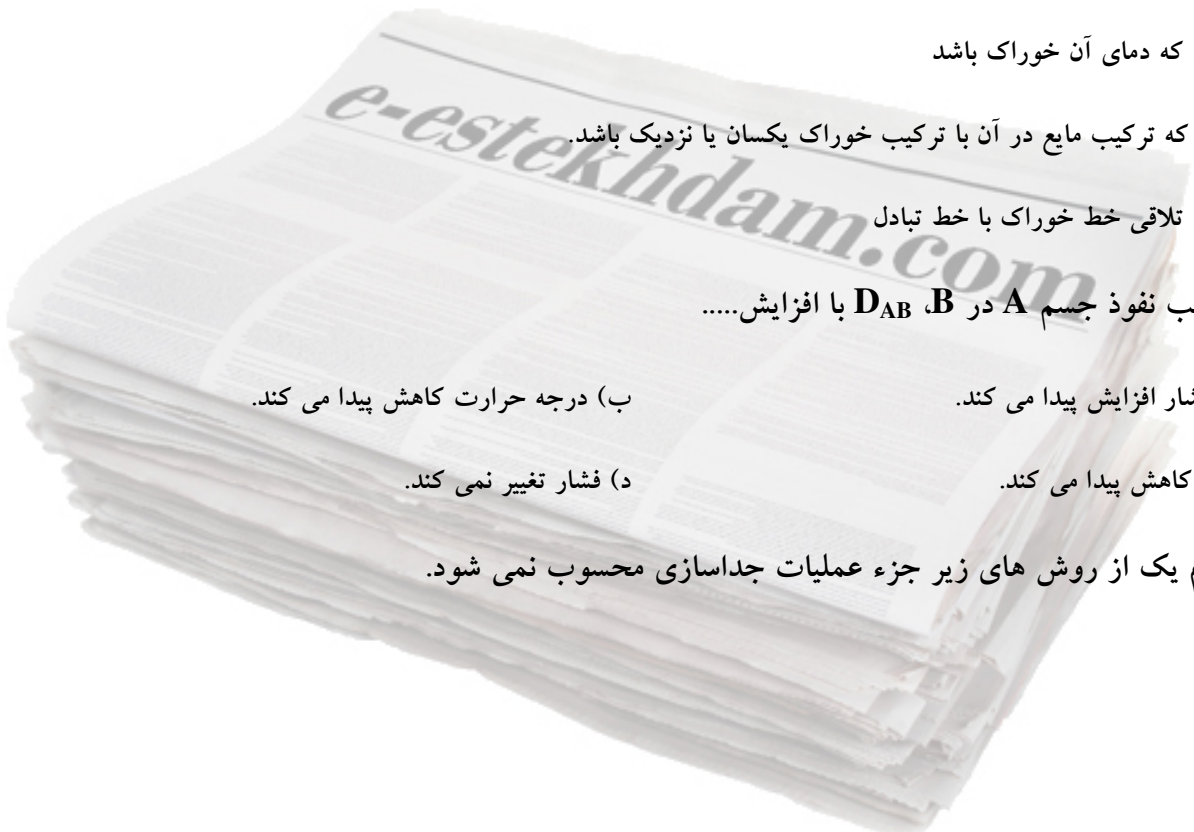 که دمای آن خوراک باشد
که ترکیب مایع در آن با ترکیب خوراک یکسان یا نزدیک باشد.
e-estekhdam.com
تلاقی خط خوراک با خط تبادل
نفوذ جسم A در B، D_AB با افزایش.....
افزایش پیدا می کند.
ب) درجه حرارت کاهش پیدا می کند.
کاهش پیدا می کند.
د) فشار تغییر نمی کند.
یک از روش های زیر جزء عملیات جداسازی محسوب نمی شود.